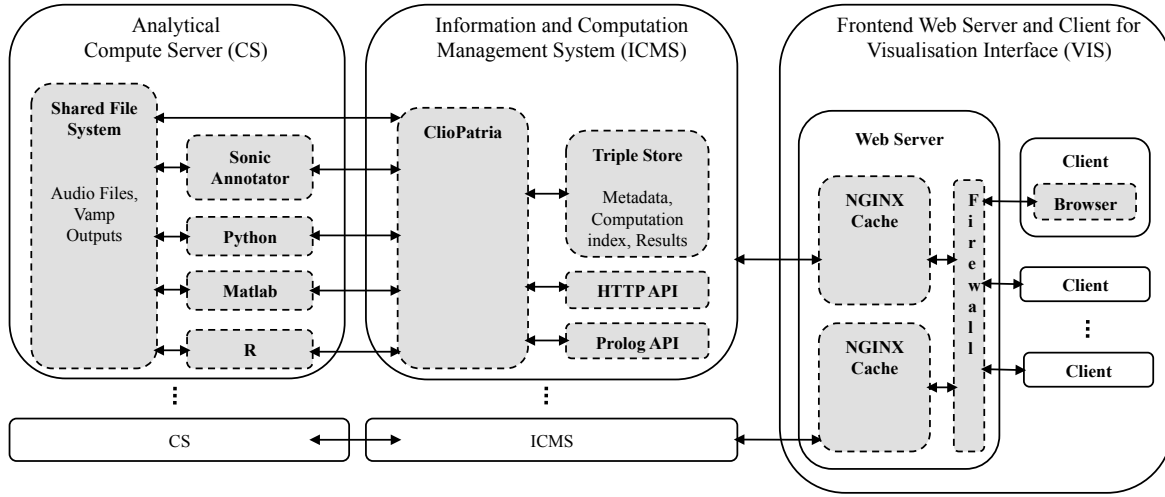 Analytical
Compute Server (CS)
Shared File
System
Audio Files,
Vamp
Outputs
Sonic
Annotator
Python
Matlab
R
⋮
CS
Information and Computation
Management System (ICMS)
ClioPatria
Triple Store
Metadata,
Computation
index, Results
HTTP API
Prolog API
⋮
ICMS
Frontend Web Server and Client for
Visualisation Interface (VIS)
Web Server
NGINX
Cache
NGINX
Cache
Firewall
Client
Browser
Client
⋮
Client